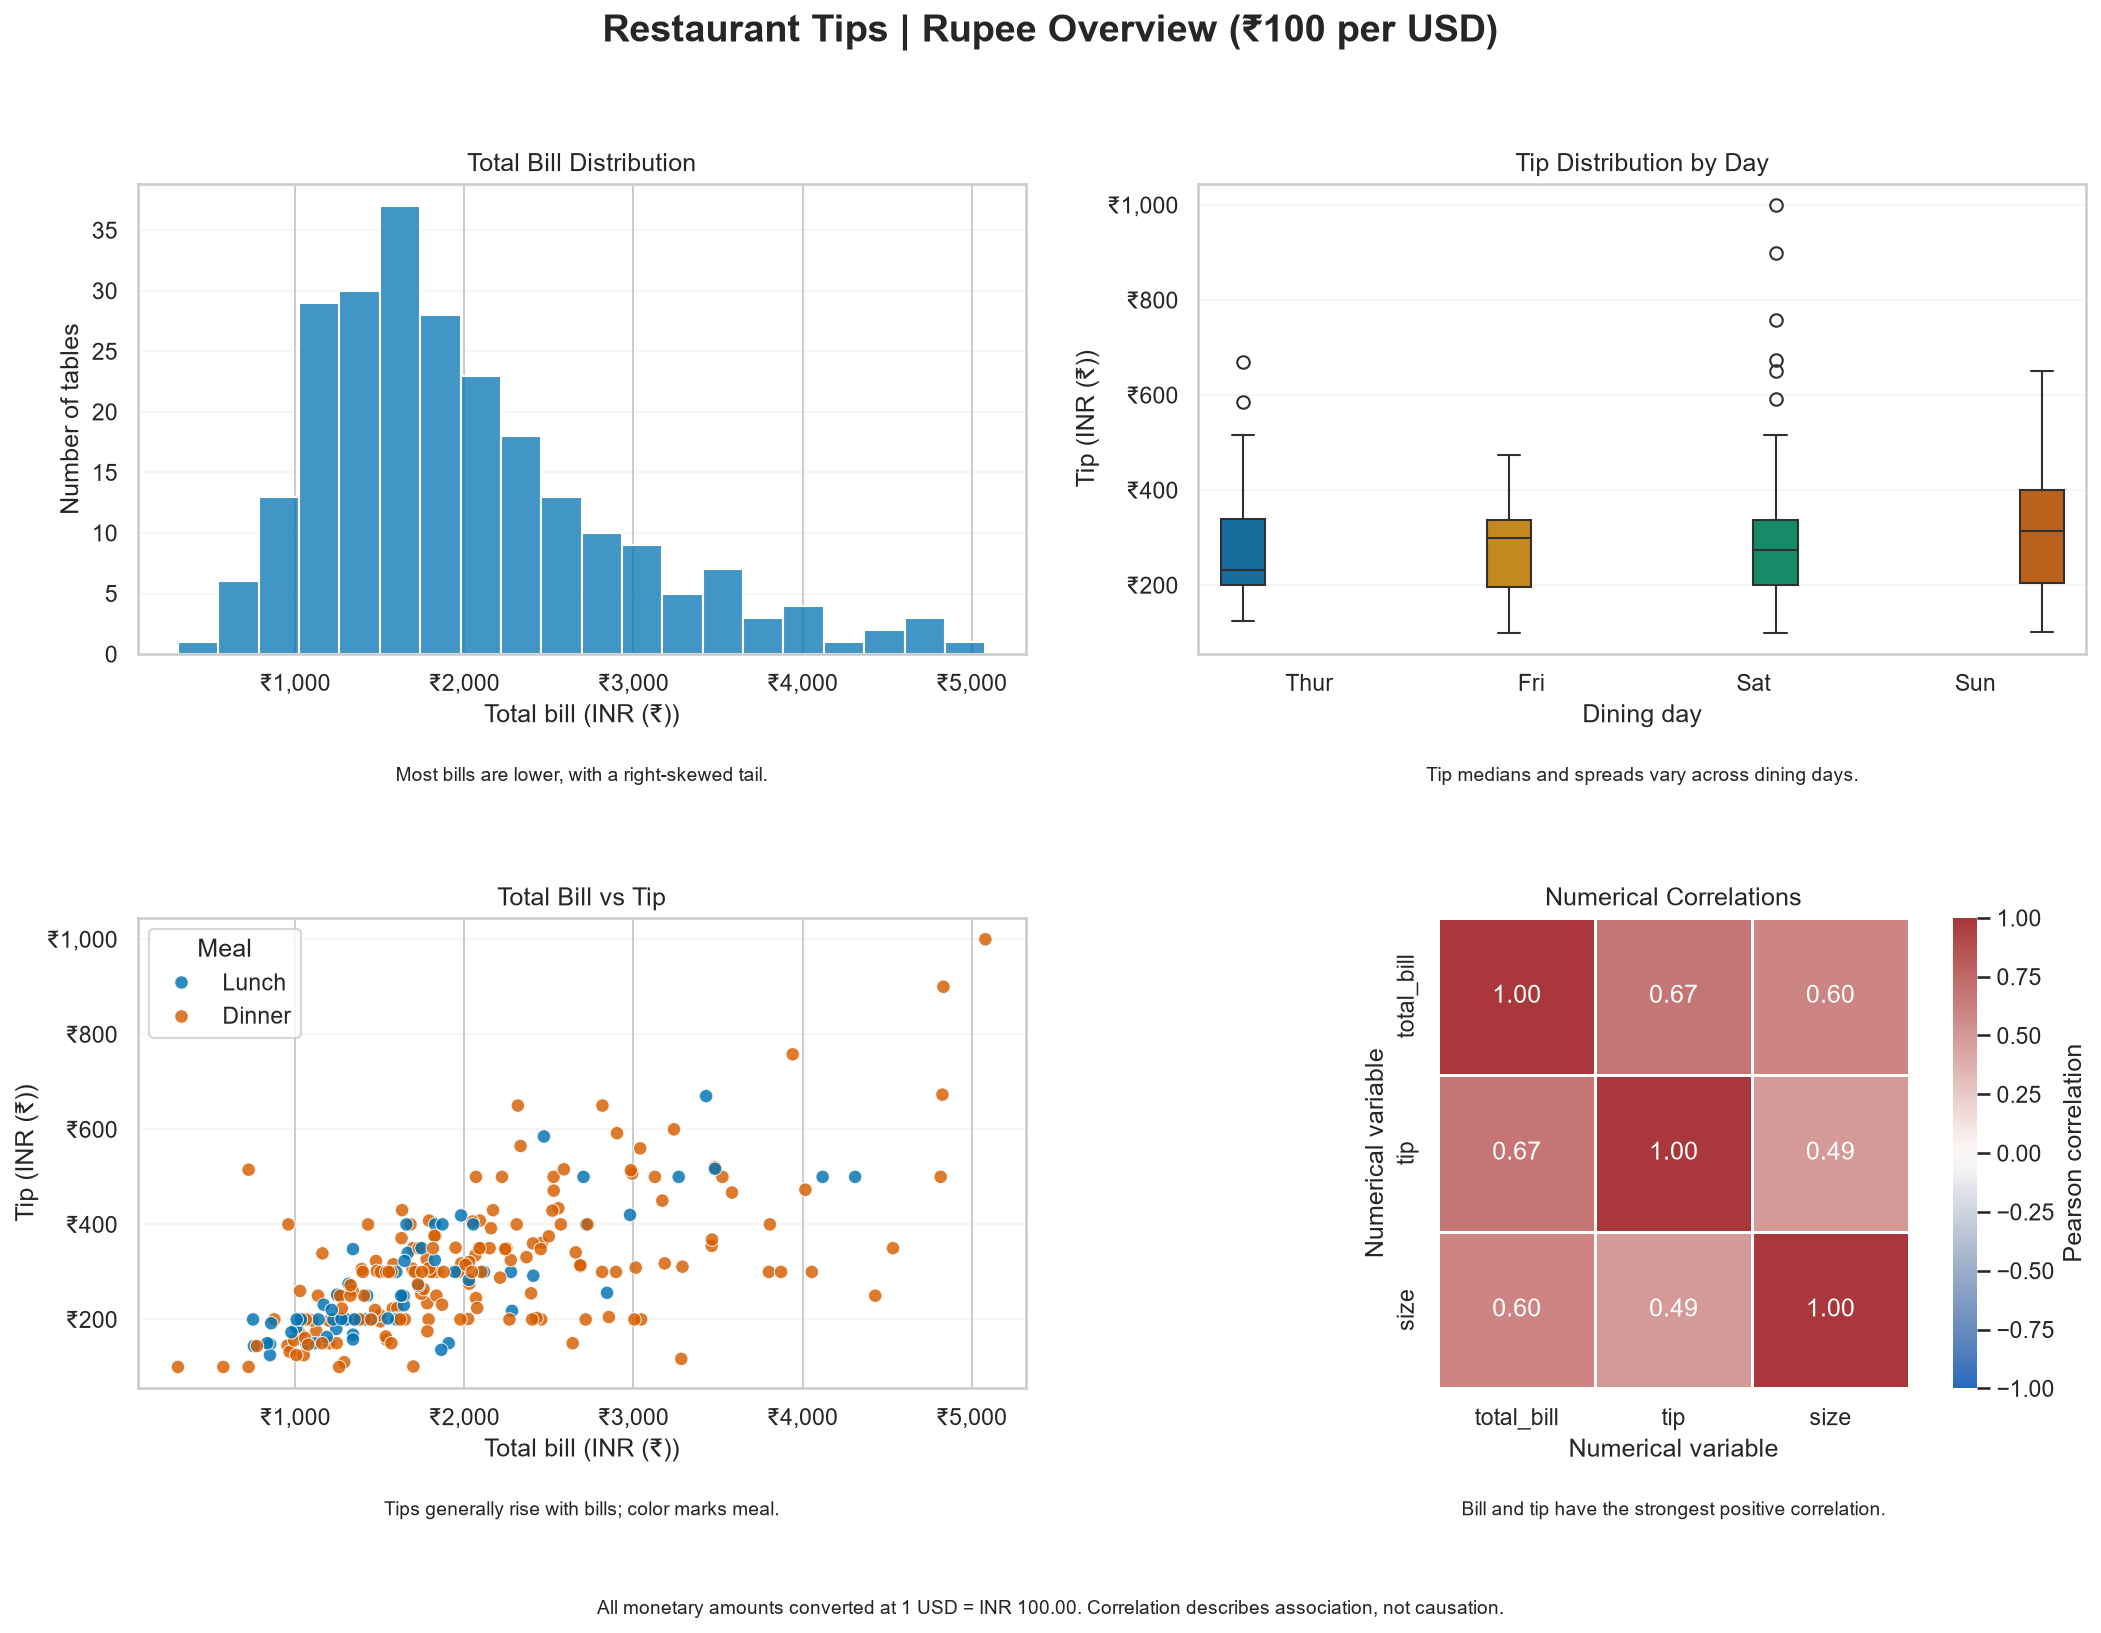 Restaurant Tips | Rupee Overview (₹100 per USD)
Total Bill Distribution
Number of tables
35
30
25
20
15
10
5
0
₹1,000 ₹2,000 ₹3,000 ₹4,000 ₹5,000
Total bill (INR (₹))
Most bills are lower, with a right-skewed tail.
Tip Distribution by Day
Tip (INR (₹))
₹1,000
₹800
₹600
₹400
₹200
Thur Fri Sat Sun
Dining day
Tip medians and spreads vary across dining days.
Total Bill vs Tip
Tip (INR (₹))
₹1,000
₹800
₹600
₹400
₹200
Meal
Lunch
Dinner
₹1,000 ₹2,000 ₹3,000 ₹4,000 ₹5,000
Total bill (INR (₹))
Tips generally rise with bills; color marks meal.
Numerical Correlations
Numerical variable
total_bill
tip
size
1.00 0.67 0.60
0.67 1.00 0.49
0.60 0.49 1.00
total_bill tip size
Numerical variable
1.00
0.75
0.50
0.25
0.00
−0.25
−0.50
−0.75
−1.00
Pearson correlation
Bill and tip have the strongest positive correlation.
All monetary amounts converted at 1 USD = INR 100.00. Correlation describes association, not causation.